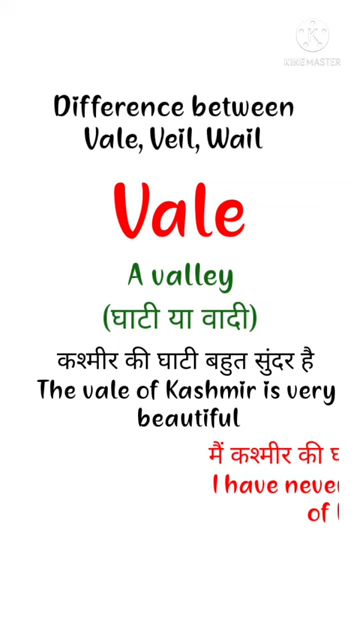 KINEMASTER
Difference between
Vale, Veil, Wail
Vale
A valley
(घाटी या वादी)
कश्मीर की घाटी बहुत सुंदर है
The vale of Kashmir is very
beautiful
मैं कश्मीर की
I have never
of